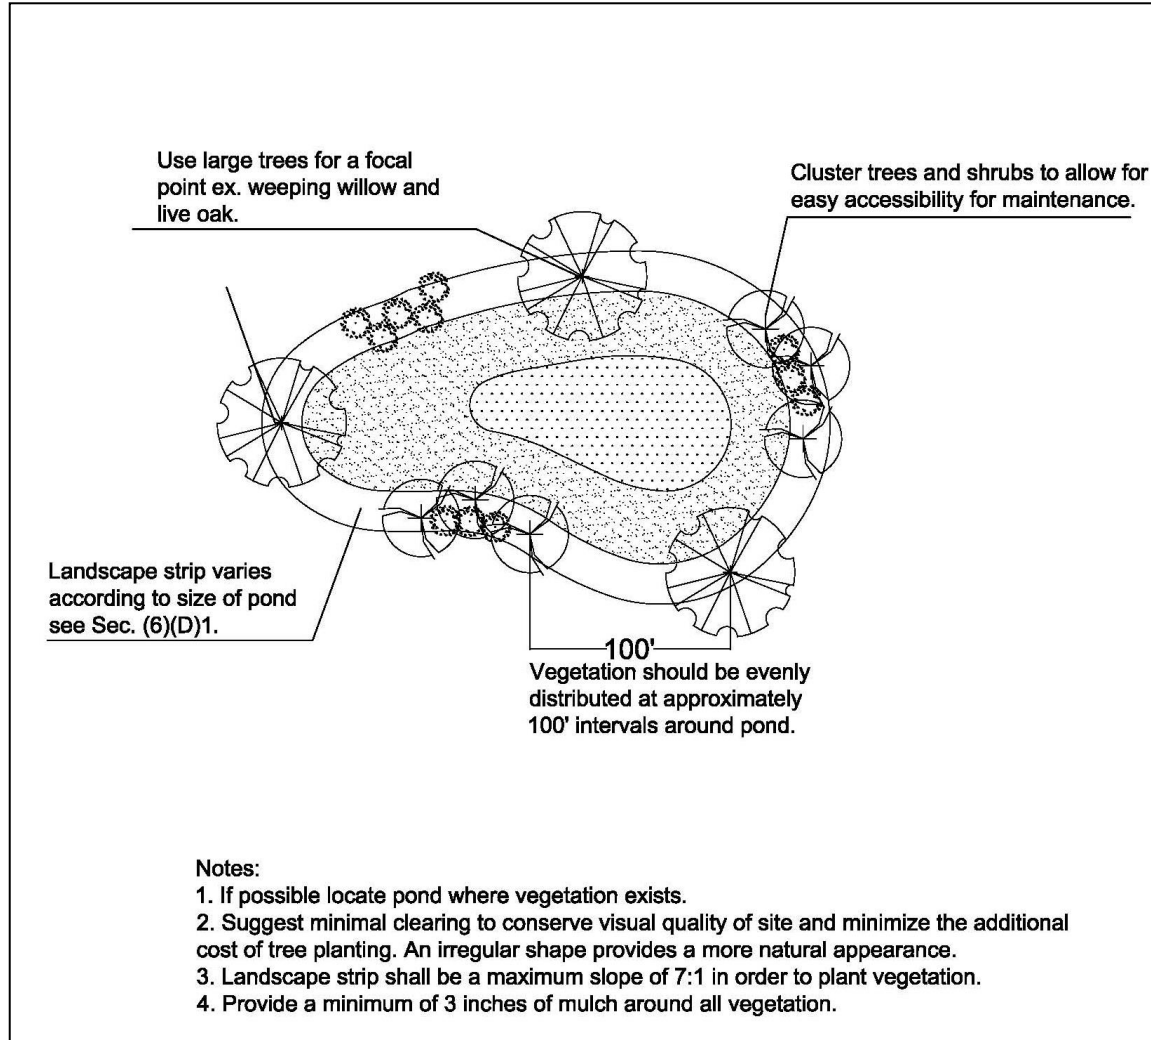 Use large trees for a focal
point ex. weeping willow and
live oak.
Cluster trees and shrubs to allow for
easy accessibility for maintenance.
Landscape strip varies
according to size of pond
see Sec. (6)(D)1.
100'
Vegetation should be evenly
distributed at approximately
100' intervals around pond.
Notes:
1. If possible locate pond where vegetation exists.
2. Suggest minimal clearing to conserve visual quality of site and minimize the additional
cost of tree planting. An irregular shape provides a more natural appearance.
3. Landscape strip shall be a maximum slope of 7:1 in order to plant vegetation.
4. Provide a minimum of 3 inches of mulch around all vegetation.